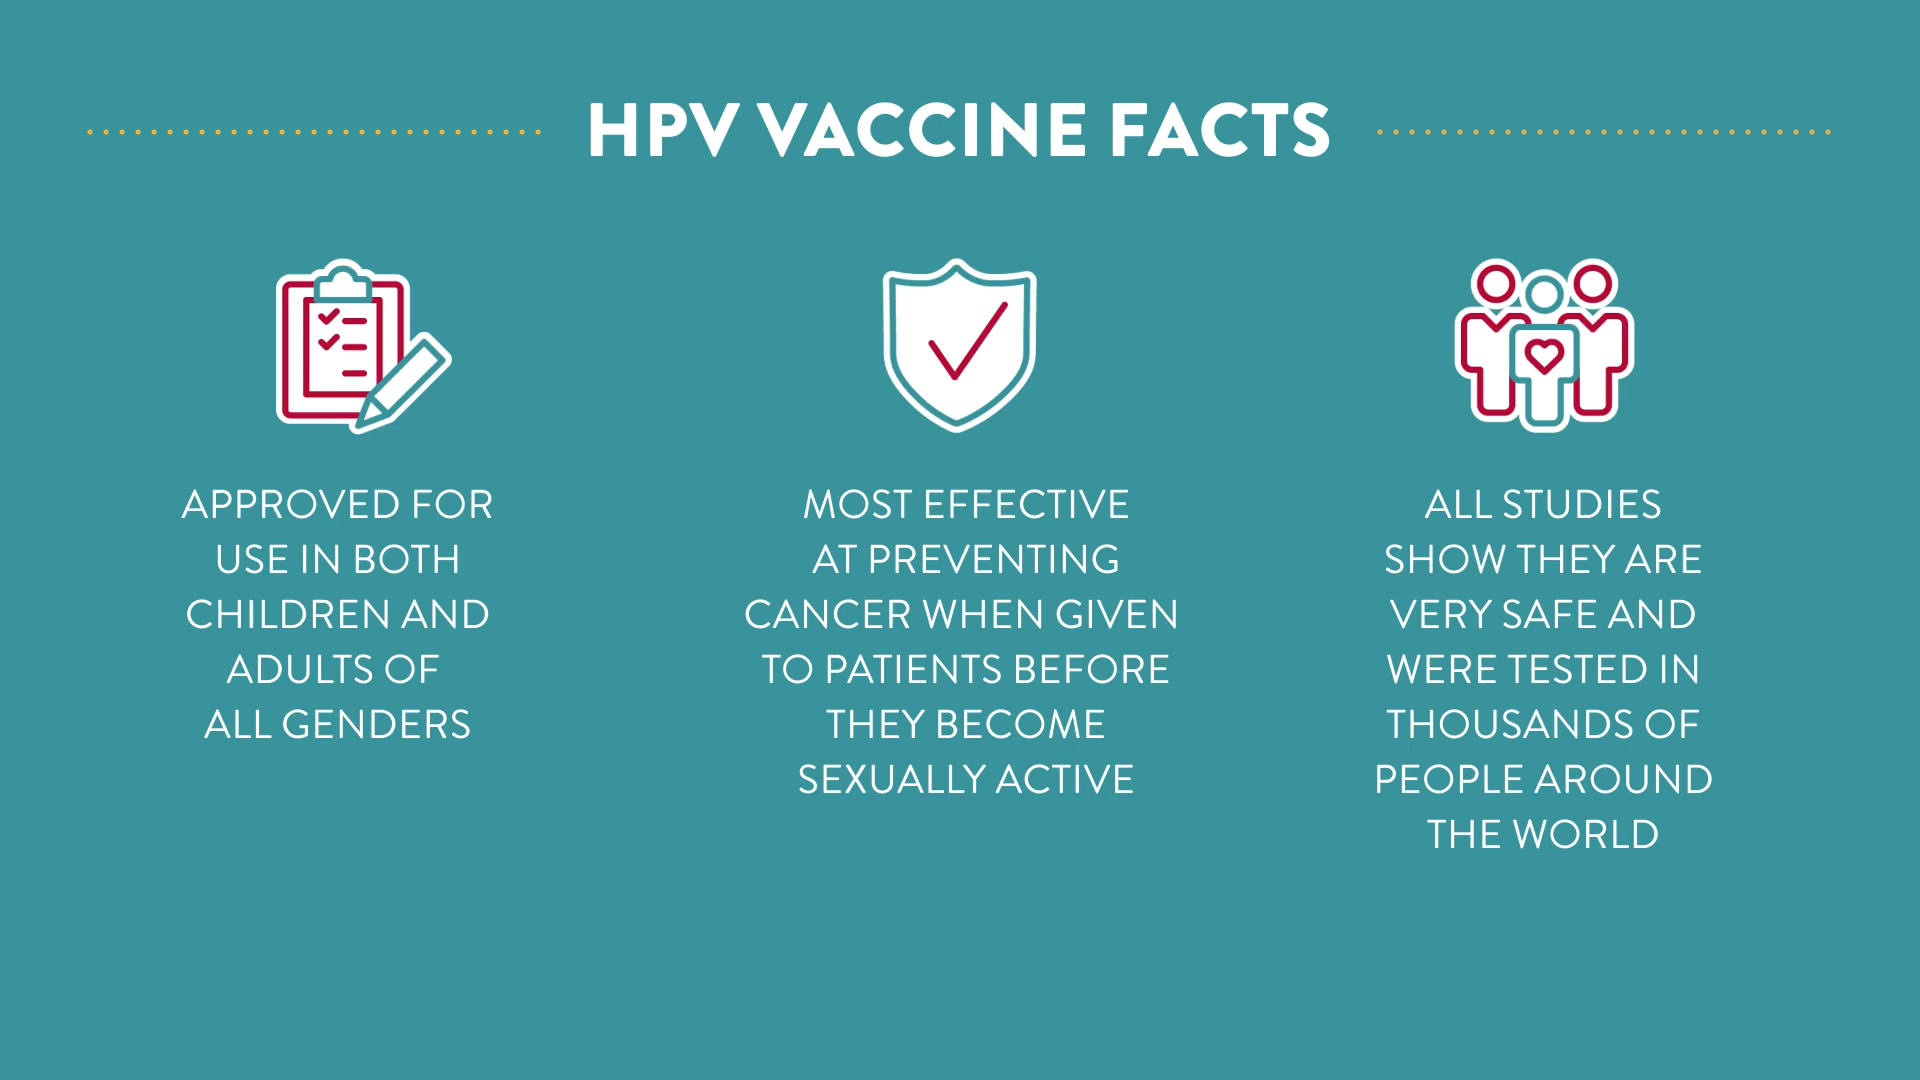 HPV VACCINE FACTS
APPROVED FOR
USE IN BOTH
CHILDREN AND
ADULTS OF
ALL GENDERS
MOST EFFECTIVE
AT PREVENTING
CANCER WHEN GIVEN
TO PATIENTS BEFORE
THEY BECOME
SEXUALLY ACTIVE
ALL STUDIES
SHOW THEY ARE
VERY SAFE AND
WERE TESTED IN
THOUSANDS OF
PEOPLE AROUND
THE WORLD